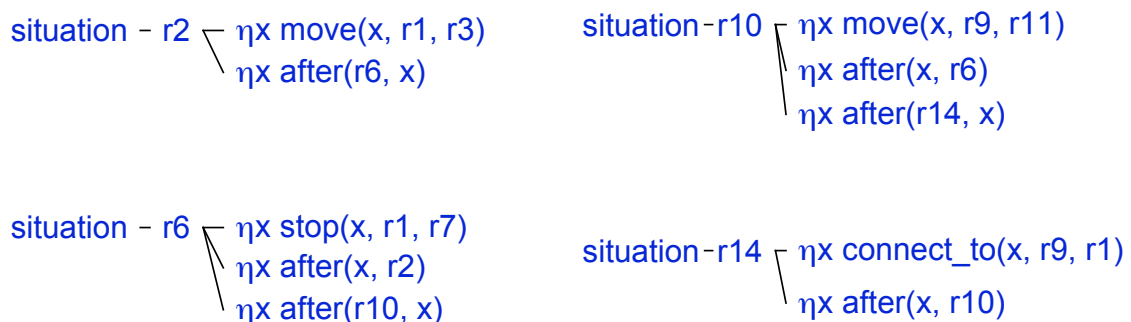 situation - r2 ηx move(x, r1, r3)
ηx after(r6, x)
situation-r10 ηx move(x, r9, r11)
ηx after(x, r6)
ηx after(r14, x)
situation - r6 ηx stop(x, r1, r7)
ηx after(x, r2)
ηx after(r10, x)
situation-r14 ηx connect_to(x, r9, r1)
ηx after(x, r10)